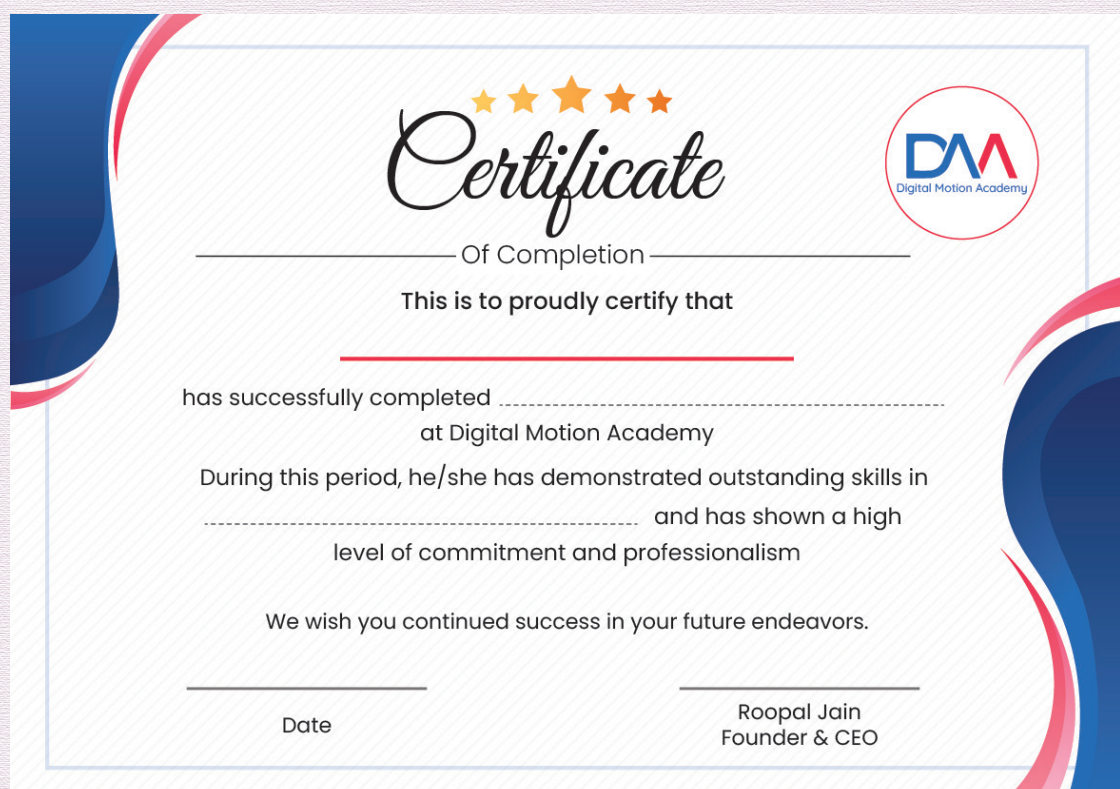 Certificate
DMA
Digital Motion Academy
Of Completion
This is to proudly certify that
has successfully completed
at Digital Motion Academy
During this period, he/she has demonstrated outstanding skills in
and has shown a high
level of commitment and professionalism
We wish you continued success in your future endeavors.
Date
Roopal Jain
Founder & CEO